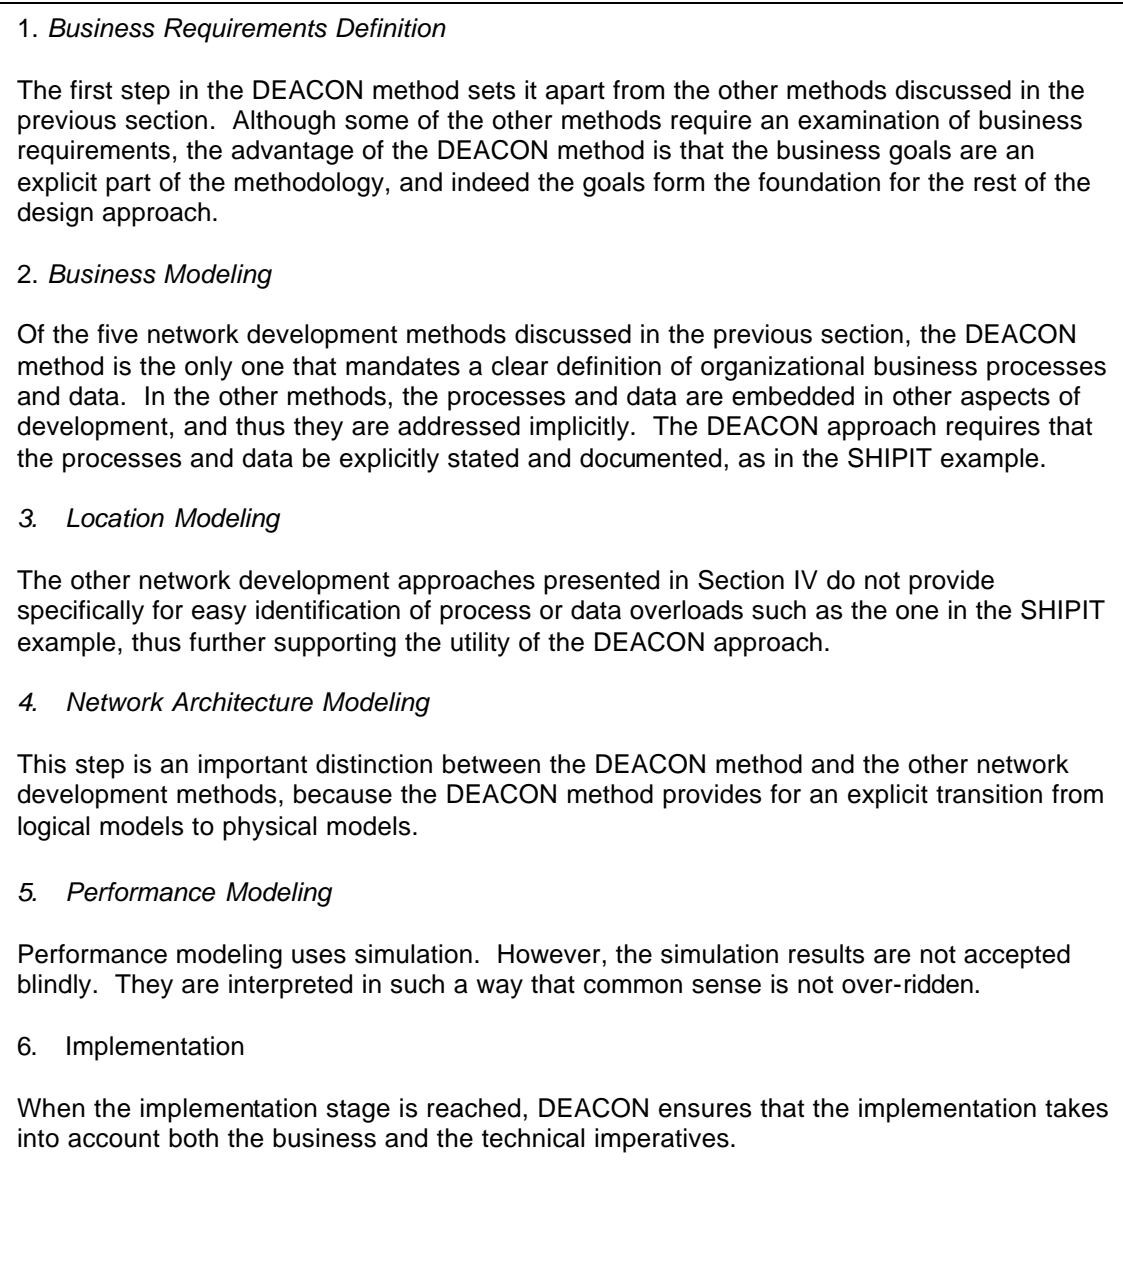 1. Business Requirements Definition
The first step in the DEACON method sets it apart from the other methods discussed in the
previous section.  Although some of the other methods require an examination of business
requirements, the advantage of the DEACON method is that the business goals are an
explicit part of the methodology, and indeed the goals form the foundation for the rest of the
design approach.
2. Business Modeling
Of the five network development methods discussed in the previous section, the DEACON
method is the only one that mandates a clear definition of organizational business processes
and data.  In the other methods, the processes and data are embedded in other aspects of
development, and thus they are addressed implicitly.  The DEACON approach requires that
the processes and data be explicitly stated and documented, as in the SHIPIT example.
3. Location Modeling
The other network development approaches presented in Section IV do not provide
specifically for easy identification of process or data overloads such as the one in the SHIPIT
example, thus further supporting the utility of the DEACON approach.
4. Network Architecture Modeling
This step is an important distinction between the DEACON method and the other network
development methods, because the DEACON method provides for an explicit transition from
logical models to physical models.
5. Performance Modeling
Performance modeling uses simulation.  However, the simulation results are not accepted
blindly.  They are interpreted in such a way that common sense is not over-ridden.
6. Implementation
When the implementation stage is reached, DEACON ensures that the implementation takes
into account both the business and the technical imperatives.